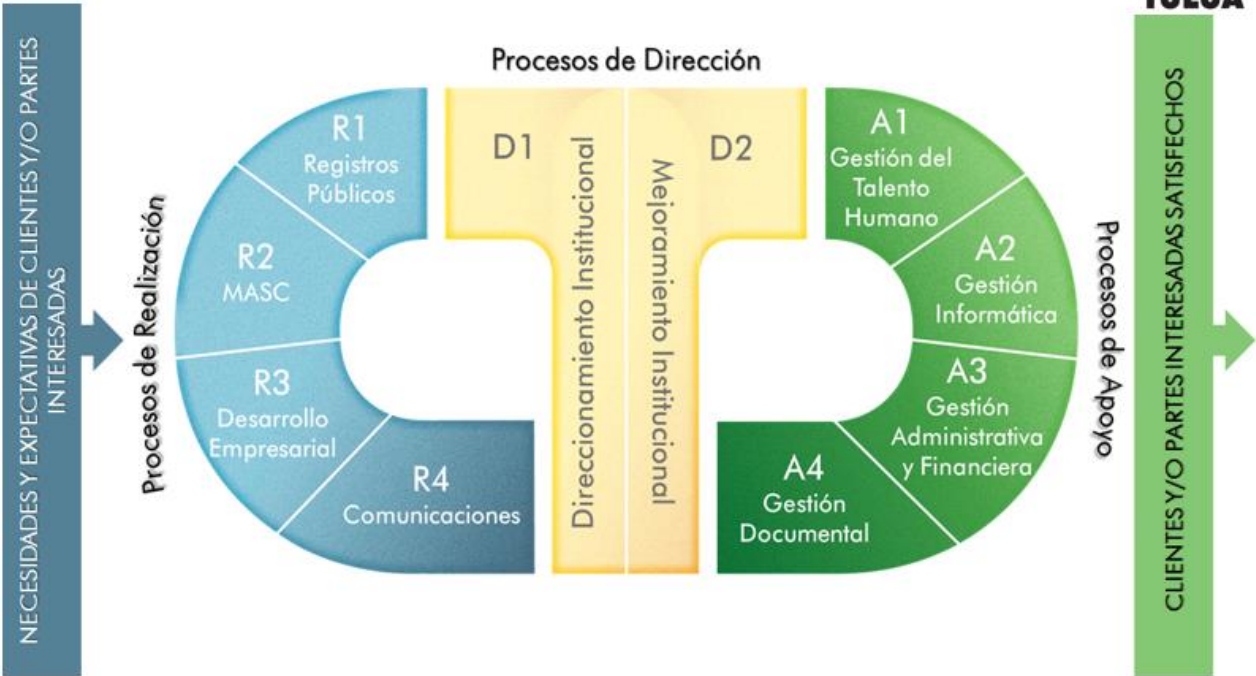 NECESIDADES Y EXPECTATIVAS DE CLIENTES Y/O PARTES
INTERESADAS
Procesos de Realización
R1
Registros
Públicos
R2
MASC
R3
Desarrollo
Empresarial
R4
Comunicaciones
Procesos de Dirección
D1
Direccionamiento Institucional
D2
Mejoramiento Institucional
A1
Gestión del
Talento
Humano
A2
Gestión
Informática
A3
Gestión
Administrativa
y Financiera
A4
Gestión
Documental
Procesos de Apoyo
CLIENTES Y/O PARTES INTERESADAS SATISFECHOS